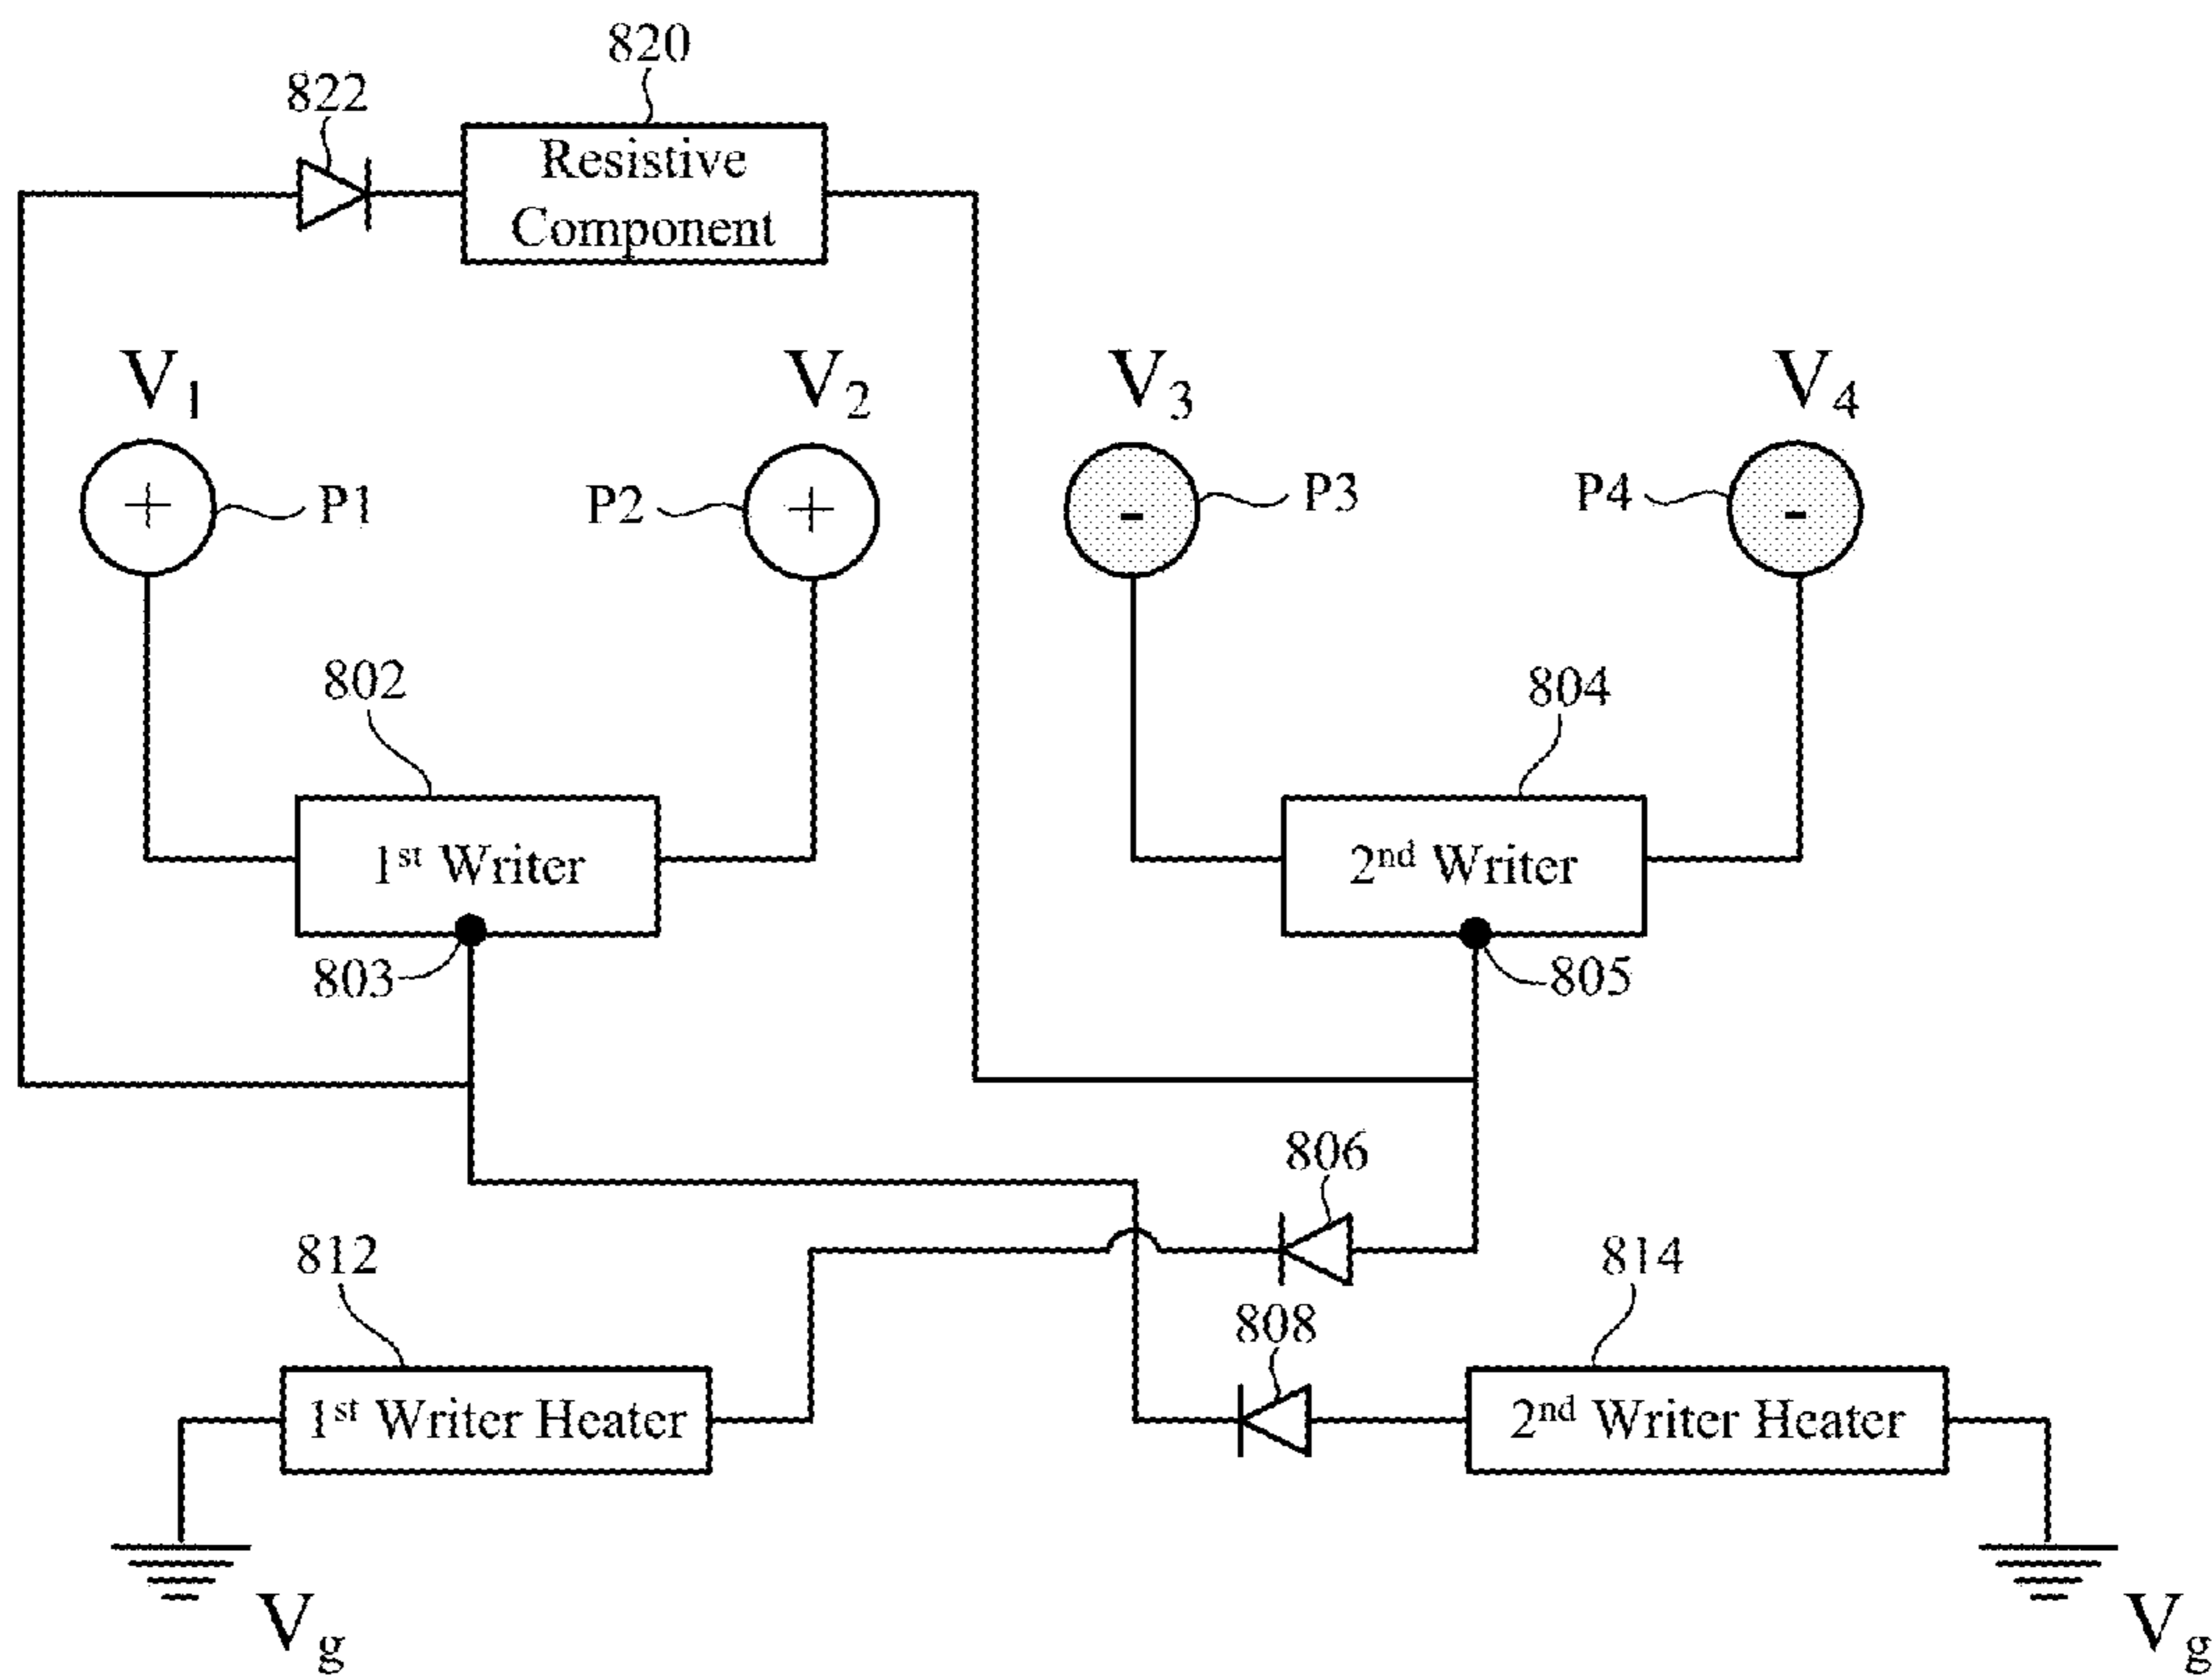 820
822
Resistive
Component
V1
V2
V3
V4
+
P1
P2
+
-
P3
P4
-
802
804
1st Writer
2nd Writer
803
805
806
812
814
808
1st Writer Heater
2nd Writer Heater
Vg
Vg